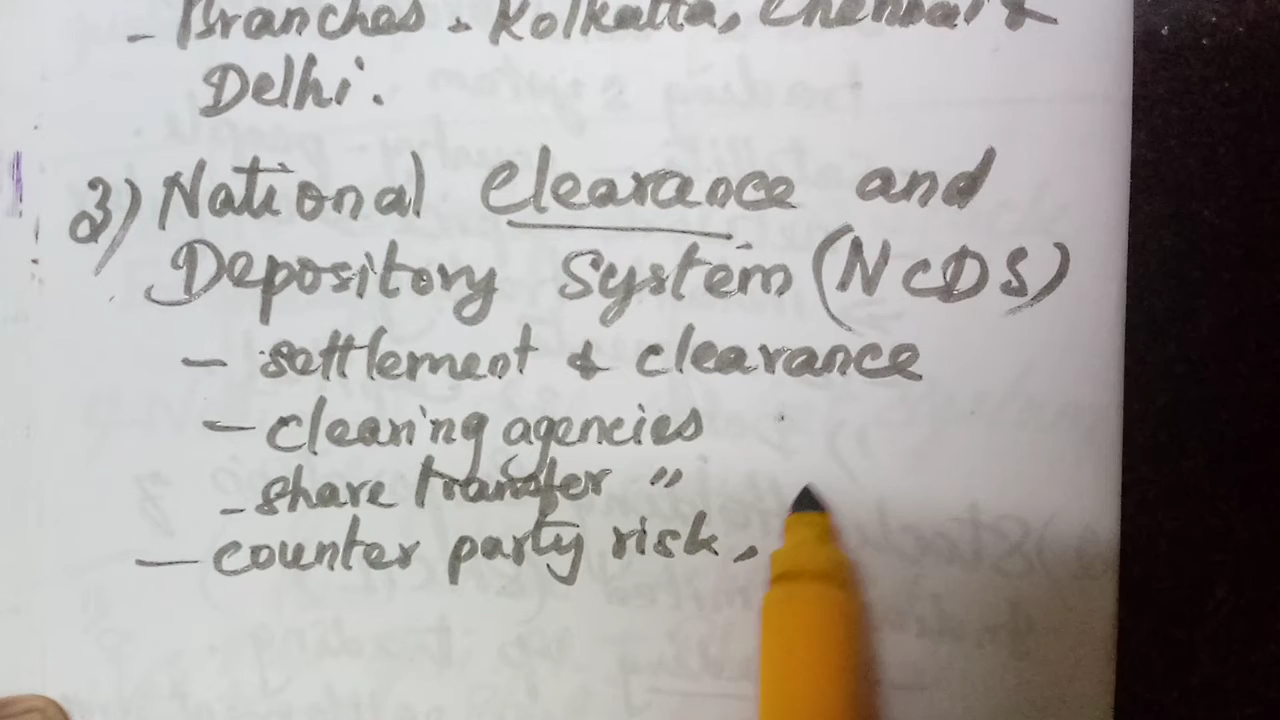 - Branches - Kolkatta, Chennai &
Delhi.
3) National Clearance and
Depository System (NCDS)
- settlement & clearance
- clearing agencies
- share transfer "
- counter party risk,